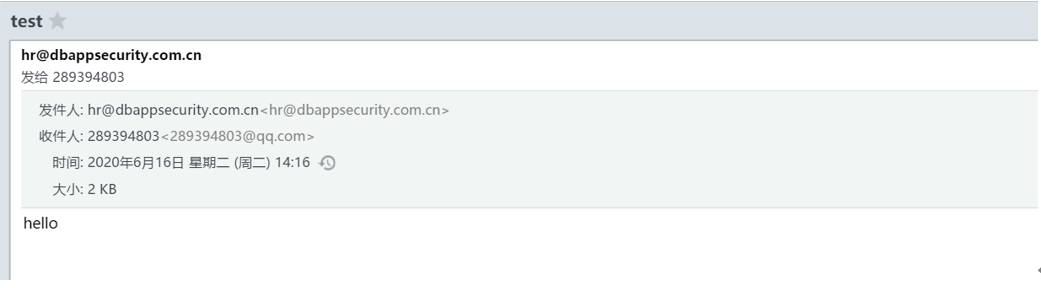 test
hr@dbappsecurity.com.cn
发给 289394803
发件人: hr@dbappsecurity.com.cn<hr@dbappsecurity.com.cn>
收件人: 289394803<289394803@qq.com>
时间: 2020年6月16日 星期二 (周二) 14:16
大小: 2 KB
hello